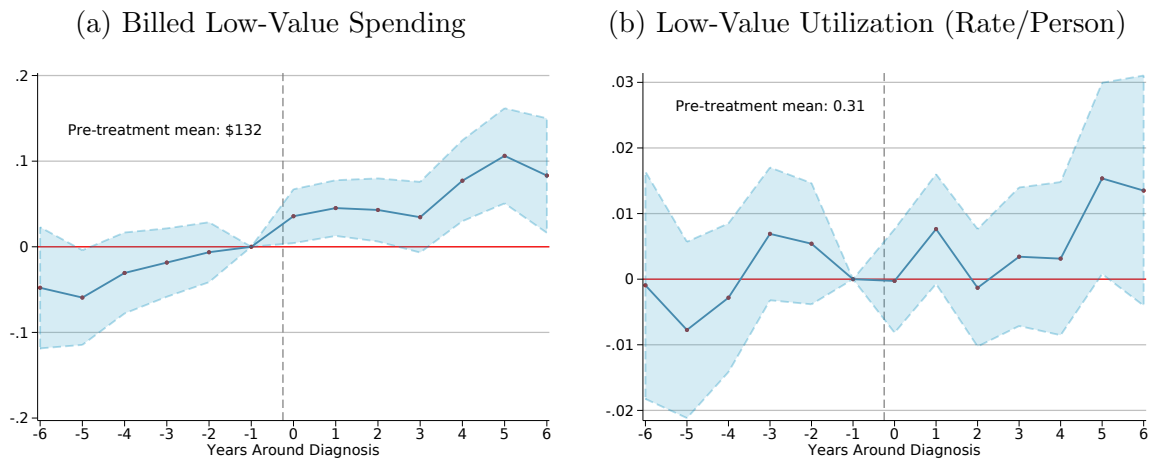 (a) Billed Low-Value Spending
.2
.1
0
-.1
-.2
Pre-treatment mean: $132
-6 -5 -4 -3 -2 -1 0 1 2 3 4 5 6
Years Around Diagnosis
(b) Low-Value Utilization (Rate/Person)
.03
.02
.01
0
-.01
-.02
Pre-treatment mean: 0.31
-6 -5 -4 -3 -2 -1 0 1 2 3 4 5 6
Years Around Diagnosis